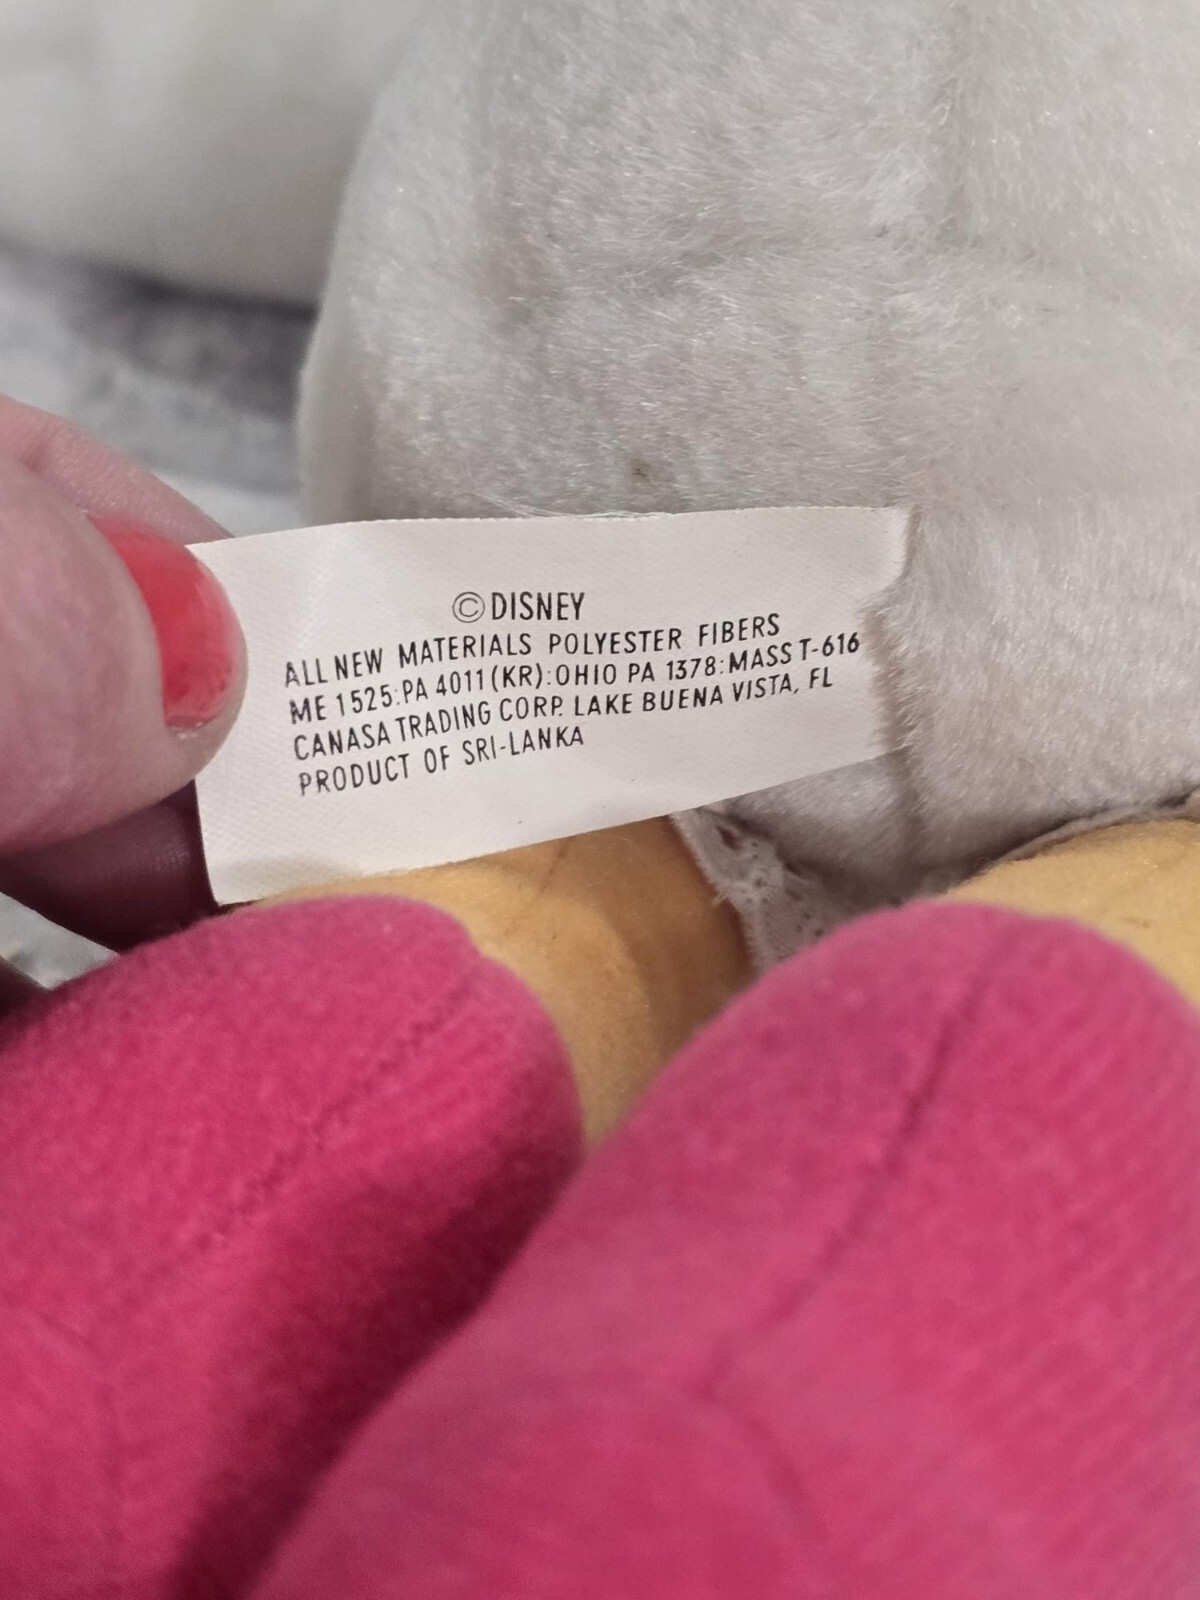 ©DISNEY
ALL NEW MATERIALS POLYESTER FIBERS
ME 1525:PA 4011(KR):OHIO PA 1378:MASS T-616
CANASA TRADING CORP. LAKE BUENA VISTA, FL
PRODUCT OF SRI-LANKA